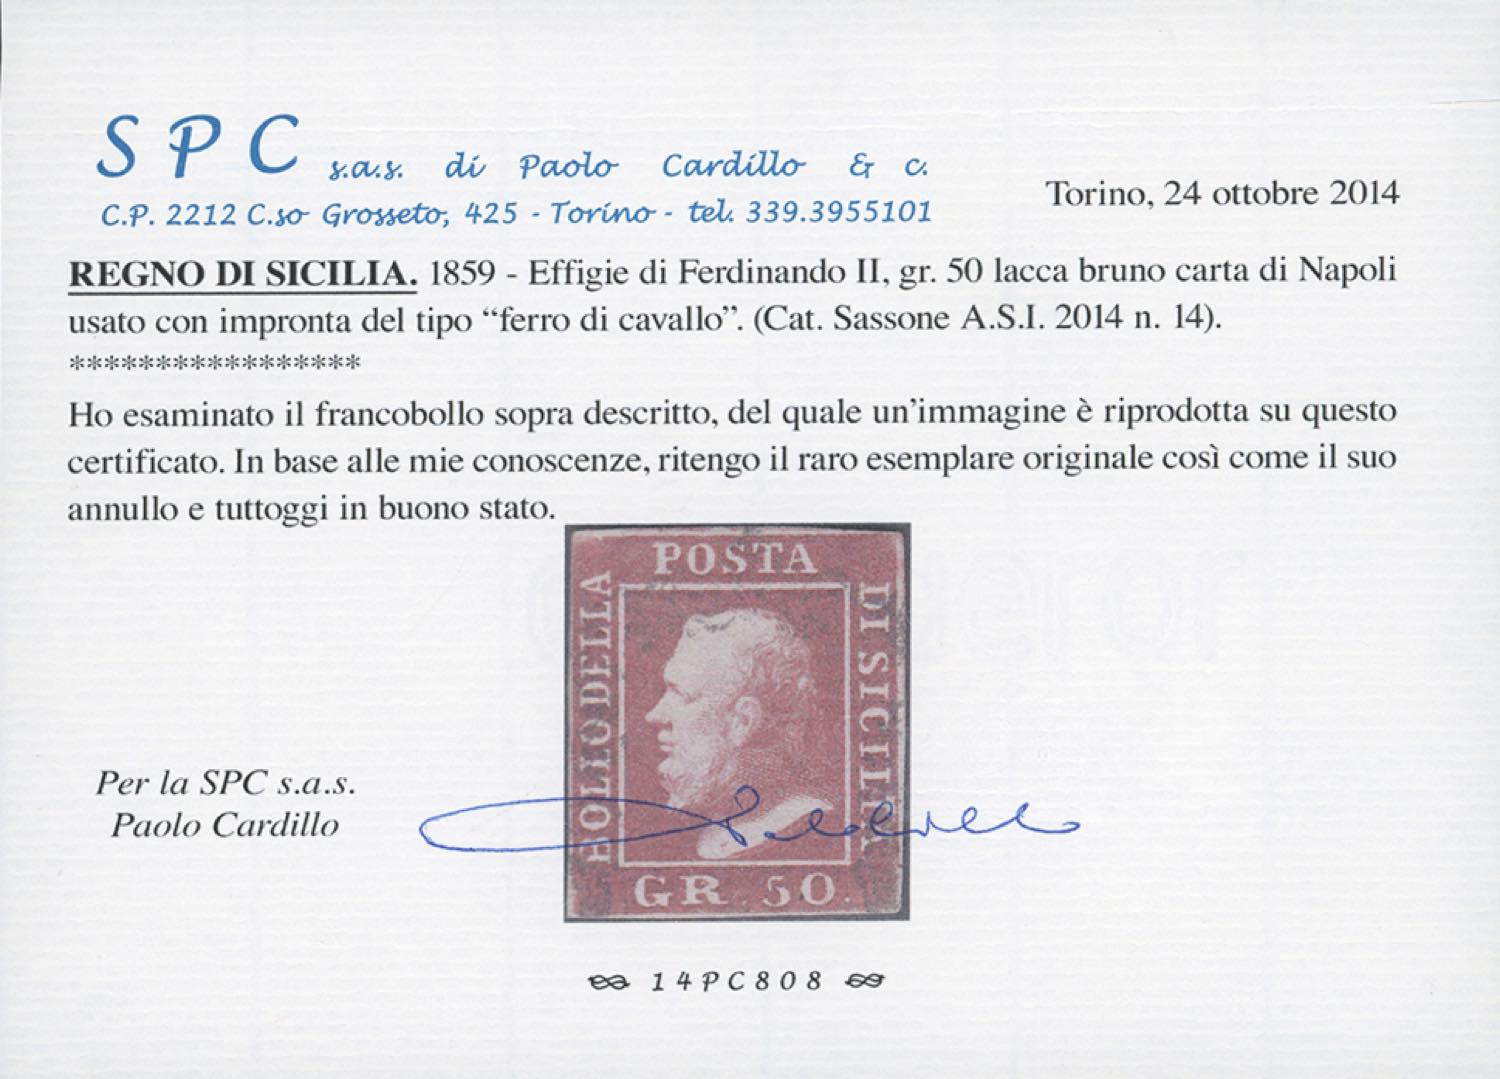 S P C s.a.s. di Paolo Cardillo & c.
C.P. 2212 C.so Grosseto, 425 - Torino - tel. 339.3955101
Torino, 24 ottobre 2014
REGNO DI SICILIA. 1859 - Effigie di Ferdinando II, gr. 50 lacca bruno carta di Napoli
usato con impronta del tipo “ferro di cavallo”. (Cat. Sassone A.S.I. 2014 n. 14).
*****************
Ho esaminato il francobollo sopra descritto, del quale un'immagine è riprodotta su questo
certificato. In base alle mie conoscenze, ritengo il raro esemplare originale così come il suo
annullo e tuttoggi in buono stato.
BOLLO DELLA
POSTA
DI SICILIA
GR. 50.
Per la SPC s.a.s.
Paolo Cardillo
14PC808